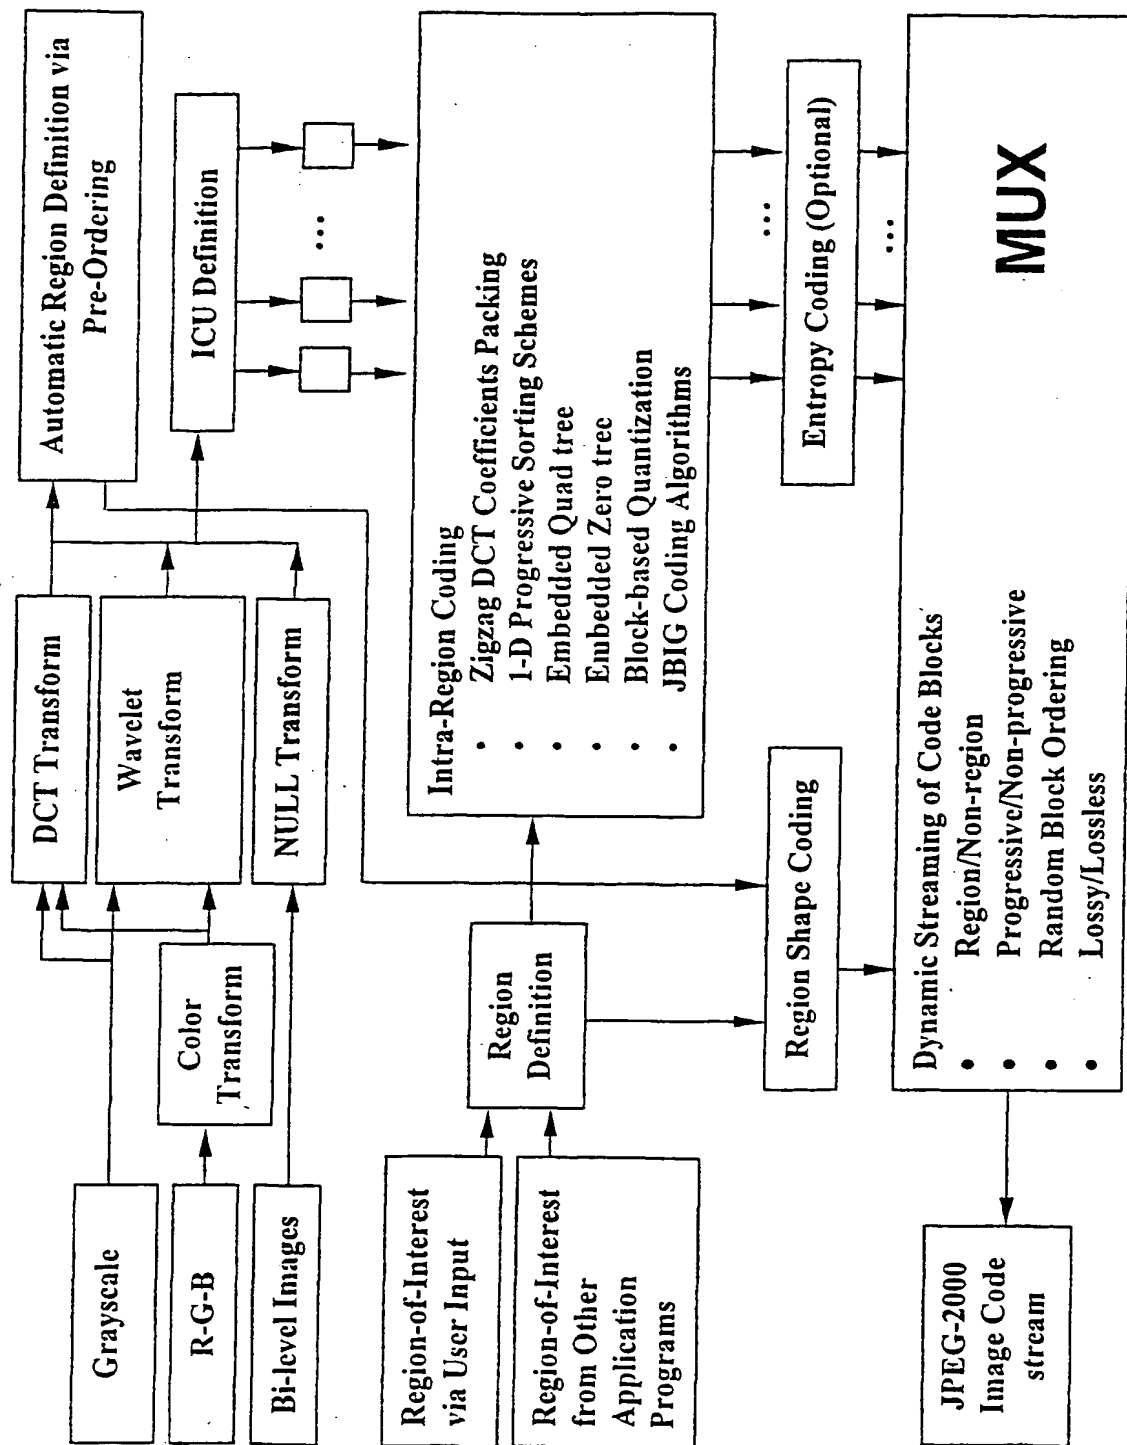 Grayscale
R-G-B
Bi-level Images
Color
Transform
DCT Transform
Wavelet
Transform
NULL Transform
Automatic Region Definition via
Pre-Ordering
ICU Definition
...
Region-of-Interest
via User Input
Region-of-Interest
from Other
Application
Programs
Region
Definition
Intra-Region Coding
• Zigzag DCT Coefficients Packing
• 1-D Progressive Sorting Schemes
• Embedded Quad tree
• Embedded Zero tree
• Block-based Quantization
• JBIG Coding Algorithms
...
Region Shape Coding
Entropy Coding (Optional)
...
Dynamic Streaming of Code Blocks
• Region/Non-region
• Progressive/Non-progressive
• Random Block Ordering
• Lossy/Lossless
MUX
JPEG-2000
Image Code
stream